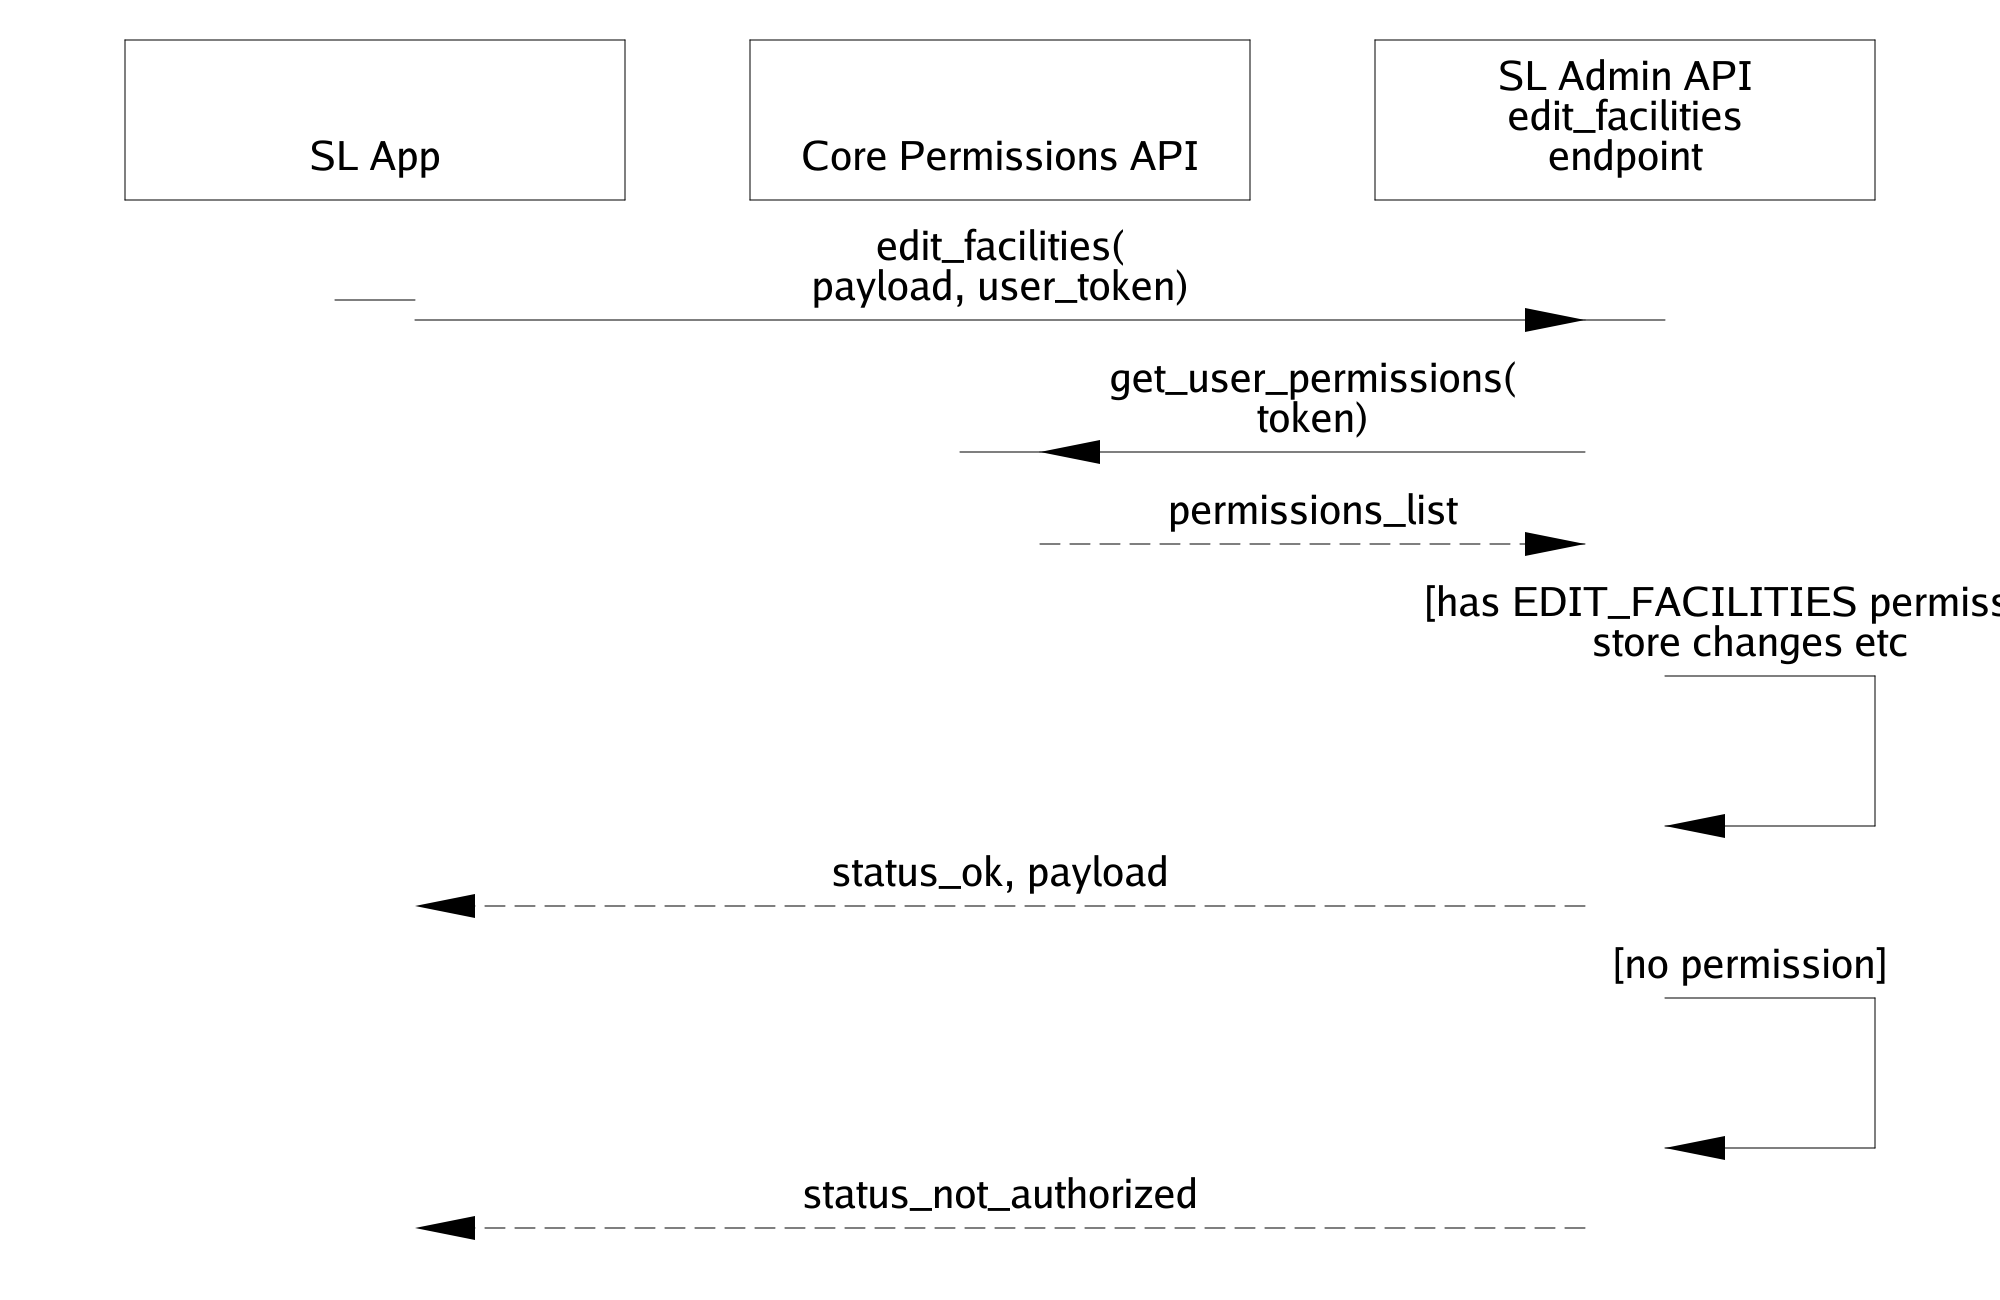 SL App
Core Permissions API
SL Admin API
edit_facilities
endpoint
edit_facilities(
payload, user_token)
get_user_permissions(
token)
permissions_list
[has EDIT_FACILITIES permiss
store changes etc
status_ok, payload
[no permission]
status_not_authorized